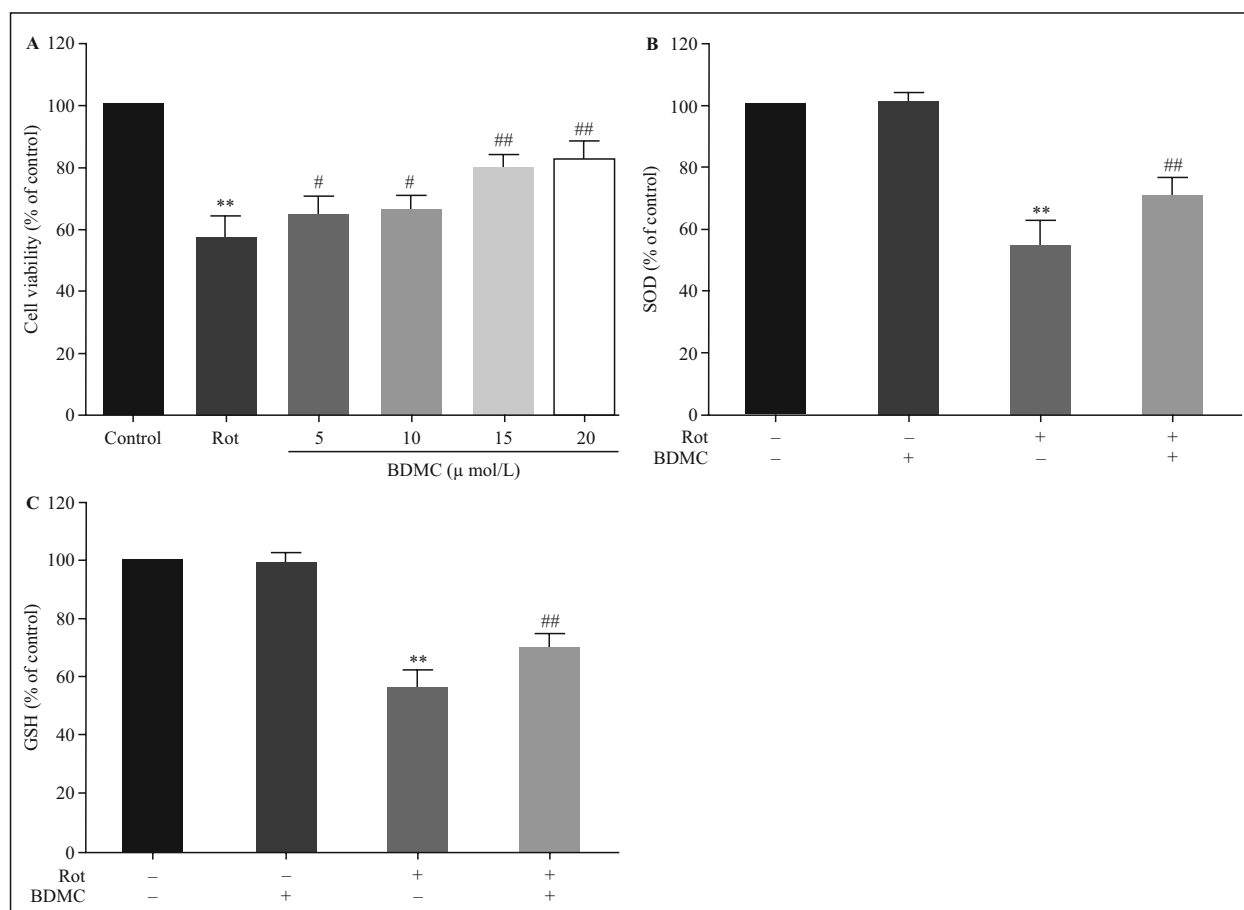 A
120
100
80
60
40
20
0
Cell viability (% of control)
**
#
#
##
##
Control Rot 5 10 15 20
BDMC (μ mol/L)
B
120
100
80
60
40
20
0
SOD (% of control)
**
##
Rot – – + +
BDMC – + – +
C
120
100
80
60
40
20
0
GSH (% of control)
**
##
Rot – – + +
BDMC – + – +